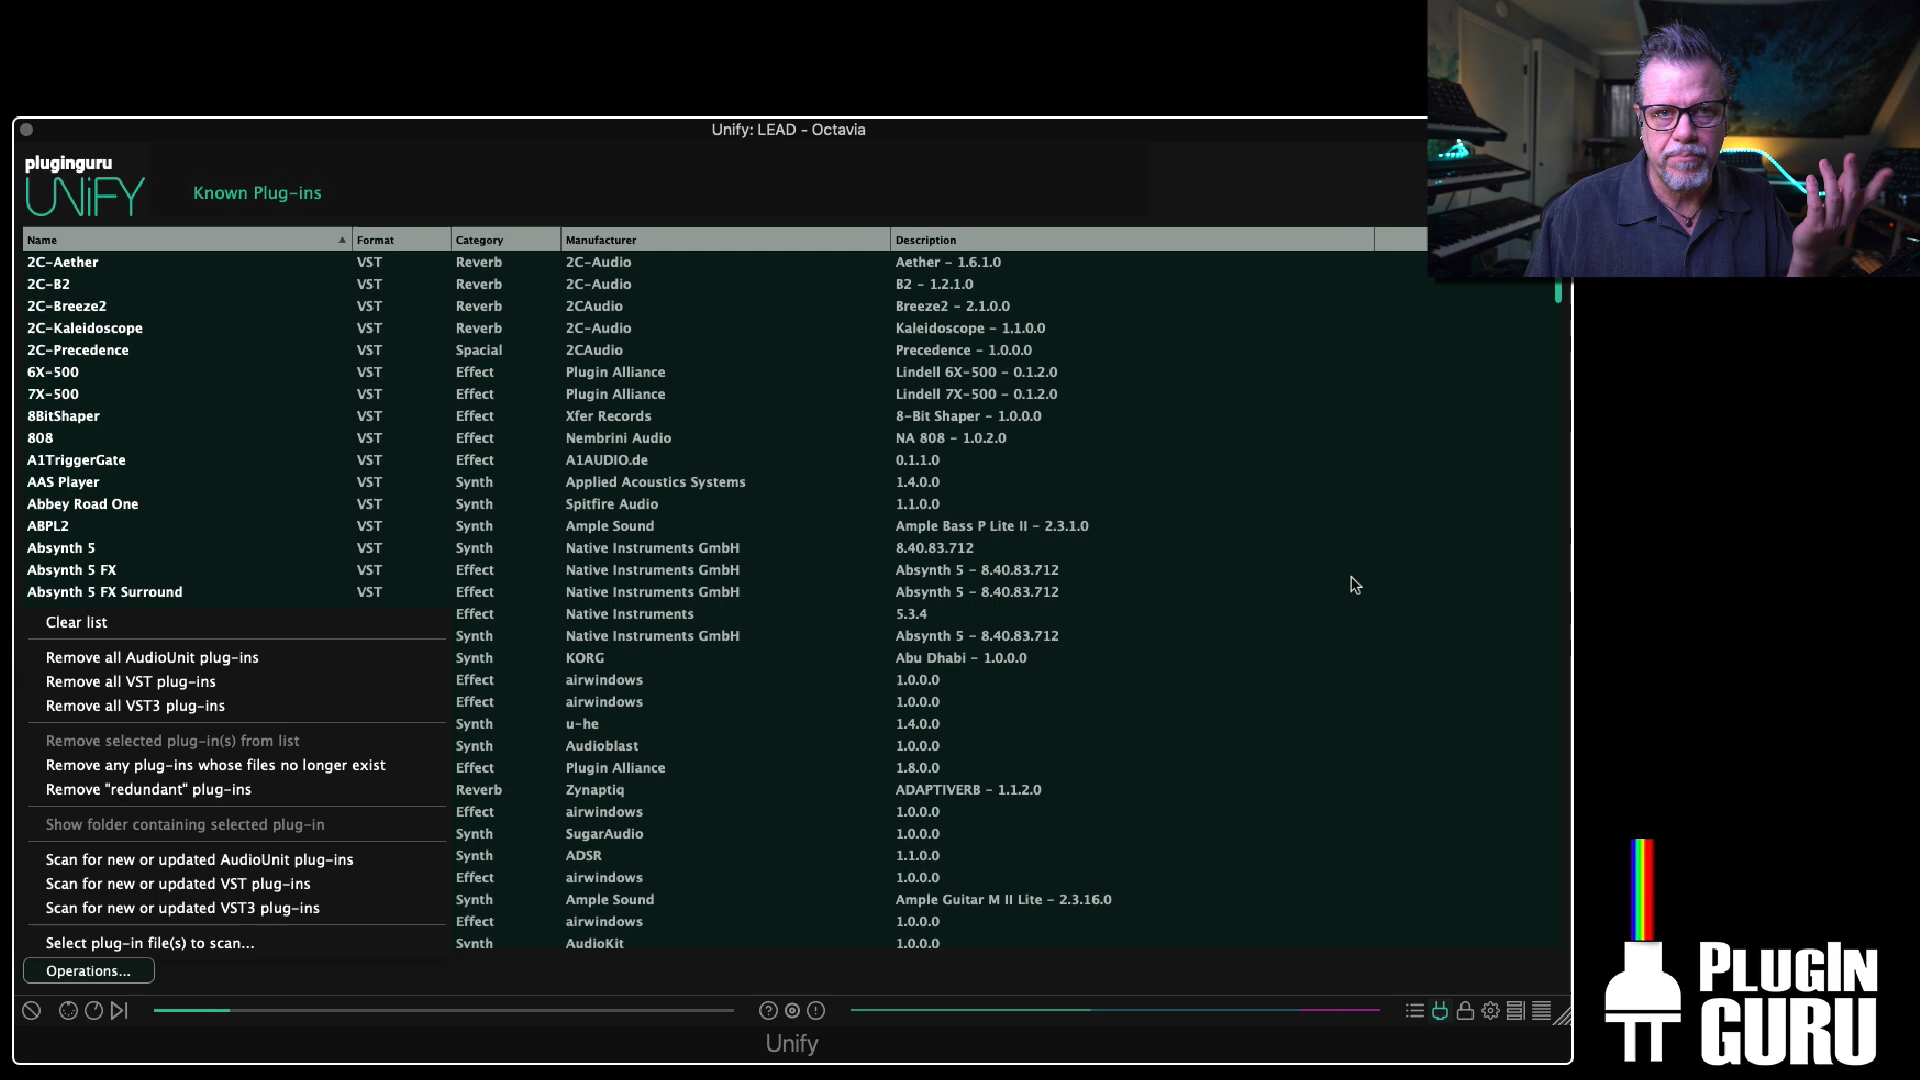 Unify: LEAD - Octavia
pluginguru
UNIFY
Known Plug-ins
Name Format Category Manufacturer Description
2C-Aether VST Reverb 2C-Audio Aether - 1.6.1.0
2C-B2 VST Reverb 2C-Audio B2 - 1.2.1.0
2C-Breeze2 VST Reverb 2CAudio Breeze2 - 2.1.0.0
2C-Kaleidoscope VST Reverb 2C-Audio Kaleidoscope - 1.1.0.0
2C-Precedence VST Spacial 2CAudio Precedence - 1.0.0.0
6X-500 VST Effect Plugin Alliance Lindell 6X-500 - 0.1.2.0
7X-500 VST Effect Plugin Alliance Lindell 7X-500 - 0.1.2.0
8BitShaper VST Effect Xfer Records 8-Bit Shaper - 1.0.0.0
808 VST Effect Nembrini Audio NA 808 - 1.0.2.0
A1TriggerGate VST Effect A1AUDIO.de 0.1.1.0
AAS Player VST Synth Applied Acoustics Systems 1.4.0.0
Abbey Road One VST Synth Spitfire Audio 1.1.0.0
ABPL2 VST Synth Ample Sound Ample Bass P Lite II - 2.3.1.0
Absynth 5 VST Synth Native Instruments GmbH 8.40.83.712
Absynth 5 FX VST Effect Native Instruments GmbH Absynth 5 - 8.40.83.712
Absynth 5 FX Surround VST Effect Native Instruments GmbH Absynth 5 - 8.40.83.712
Effect Native Instruments 5.3.4
Synth Native Instruments GmbH Absynth 5 - 8.40.83.712
Synth KORG Abu Dhabi - 1.0.0.0
Effect airwindows 1.0.0.0
Effect airwindows 1.0.0.0
Synth u-he 1.4.0.0
Synth Audioblast 1.0.0.0
Effect Plugin Alliance 1.8.0.0
Reverb Zynaptiq ADAPTIVERB - 1.1.2.0
Effect airwindows 1.0.0.0
Synth SugarAudio 1.0.0.0
Synth ADSR 1.1.0.0
Effect airwindows 1.0.0.0
Synth Ample Sound Ample Guitar M II Lite - 2.3.16.0
Effect airwindows 1.0.0.0
Synth AudioKit 1.0.0.0
Clear list
Remove all AudioUnit plug-ins
Remove all VST plug-ins
Remove all VST3 plug-ins
Remove selected plug-in(s) from list
Remove any plug-ins whose files no longer exist
Remove "redundant" plug-ins
Show folder containing selected plug-in
Scan for new or updated AudioUnit plug-ins
Scan for new or updated VST plug-ins
Scan for new or updated VST3 plug-ins
Select plug-in file(s) to scan...
Operations...
Unify
PLUGIN
GURU